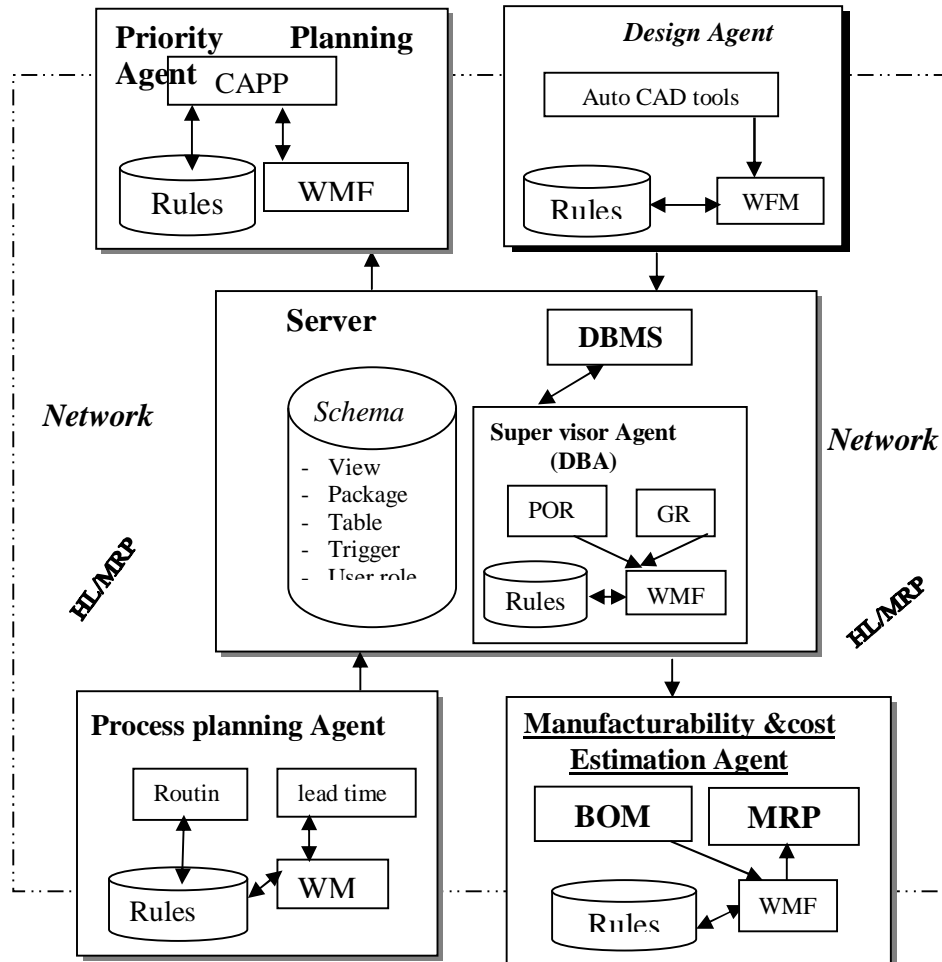 Priority Planning
Agent
CAPP
Rules
WMF
Design Agent
Auto CAD tools
Rules
WFM
Server
DBMS
Schema
- View
- Package
- Table
- Trigger
- User role
Super visor Agent
(DBA)
POR
GR
Rules
WMF
Network
Network
HL/MRP
HL/MRP
Process planning Agent
Routin
lead time
Rules
WM
Manufacturability &cost
Estimation Agent
BOM
MRP
Rules
WMF